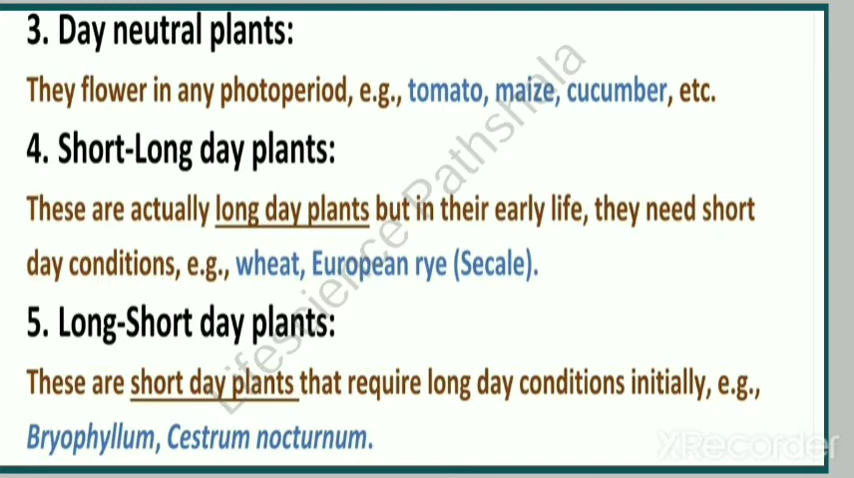 3. Day neutral plants:
They flower in any photoperiod, e.g., tomato, maize, cucumber, etc.
4. Short-Long day plants:
These are actually long day plants but in their early life, they need short
day conditions, e.g., wheat, European rye (Secale).
5. Long-Short day plants:
These are short day plants that require long day conditions initially, e.g.,
Bryophyllum, Cestrum nocturnum.
Lifescience Pathshala
XRecorder